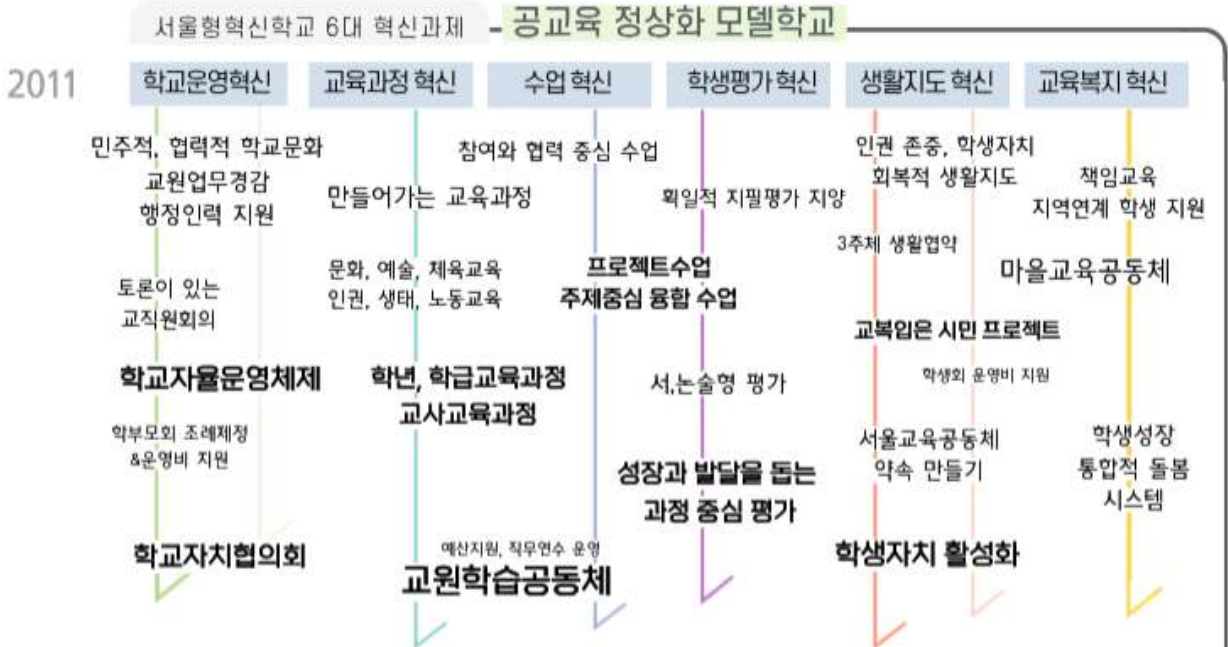 서울형혁신학교 6대 혁신과제
공교육 정상화 모델학교
2011
학교운영혁신
민주적, 협력적 학교문화
교원업무경감
행정인력 지원
토론이 있는
교직원회의
학교자율운영체제
학부모회 조례제정
&운영비 지원
학교자치협의회
교육과정 혁신
만들어가는 교육과정
문화, 예술, 체육교육
인권, 생태, 노동교육
학년, 학급교육과정
교사교육과정
수업 혁신
참여와 협력 중심 수업
프로젝트수업
주제중심 융합 수업
예산지원, 직무연수 운영
교원학습공동체
학생평가 혁신
획일적 지필평가 지양
서,논술형 평가
성장과 발달을 돕는
과정 중심 평가
생활지도 혁신
인권 존중, 학생자치
회복적 생활지도
3주체 생활협약
교복입은 시민 프로젝트
학생회 운영비 지원
서울교육공동체
약속 만들기
학생자치 활성화
교육복지 혁신
책임교육
지역연계 학생 지원
마을교육공동체
학생성장
통합적 돌봄
시스템